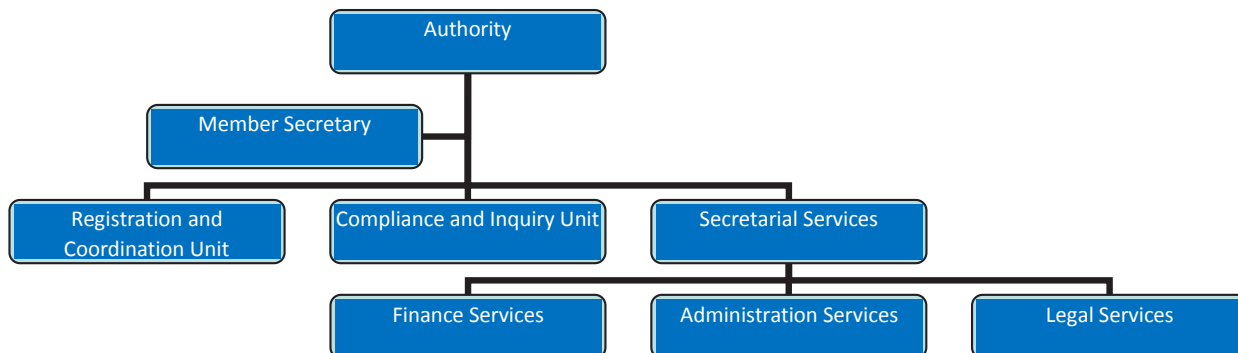 Authority
Member Secretary
Registration and
Coordination Unit
Compliance and Inquiry Unit
Secretarial Services
Finance Services
Administration Services
Legal Services